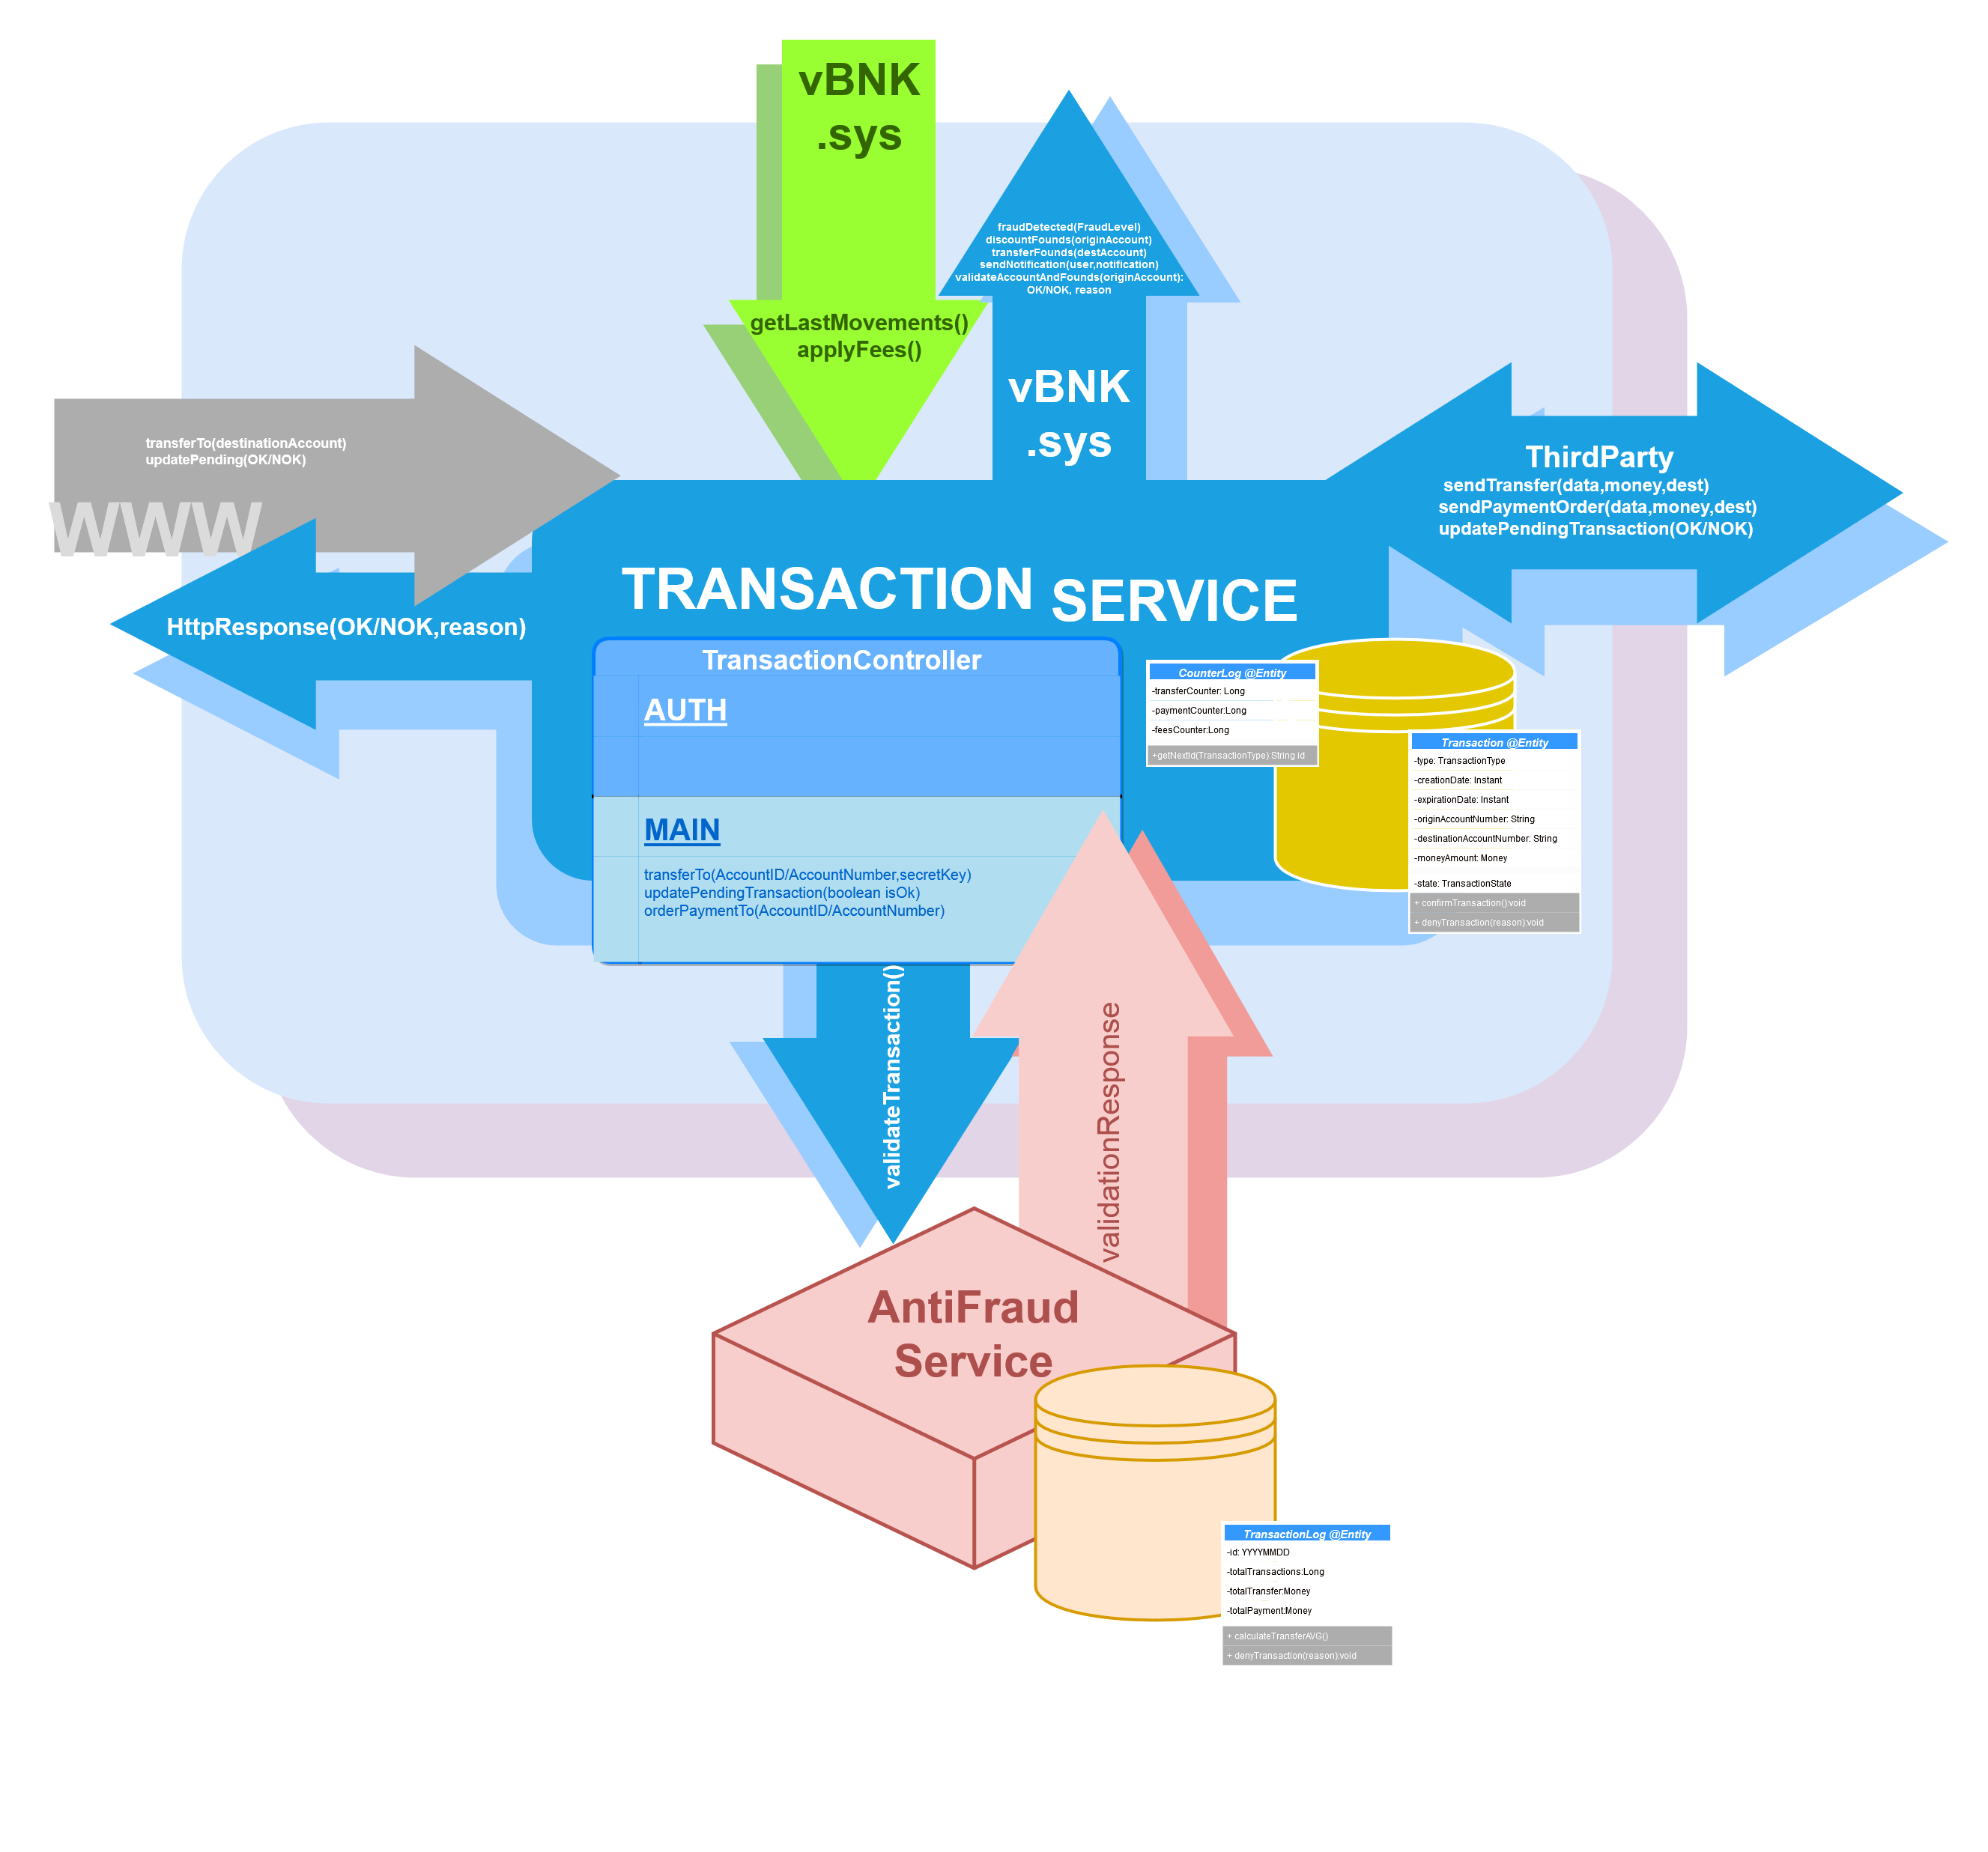 vBNK
.sys
getLastMovements()
applyFees()
fraudDetected(FraudLevel)
discountFounds(originAccount)
transferFounds(destAccount)
sendNotification(user,notification)
validateAccountAndFounds(originAccount):
OK/NOK, reason
vBNK
.sys
transferTo(destinationAccount)
updatePending(OK/NOK)
WWW
HttpResponse(OK/NOK,reason)
ThirdParty
sendTransfer(data,money,dest)
sendPaymentOrder(data,money,dest)
updatePendingTransaction(OK/NOK)
TRANSACTION SERVICE
TransactionController
AUTH
MAIN
transferTo(AccountID/AccountNumber,secretKey)
updatePendingTransaction(boolean isOk)
orderPaymentTo(AccountID/AccountNumber)
CounterLog @Entity
-transferCounter: Long
-paymentCounter:Long
-feesCounter:Long
+getNextId(TransactionType):String id
Transaction @Entity
-type: TransactionType
-creationDate: Instant
-expirationDate: Instant
-originAccountNumber: String
-destinationAccountNumber: String
-moneyAmount: Money
-state: TransactionState
+ confirmTransaction():void
+ denyTransaction(reason):void
validateTransaction()
validationResponse
AntiFraud
Service
TransactionLog @Entity
-id: YYYYMMDD
-totalTransactions:Long
-totalTransfer:Money
-totalPayment:Money
+ calculateTransferAVG()
+ denyTransaction(reason):void